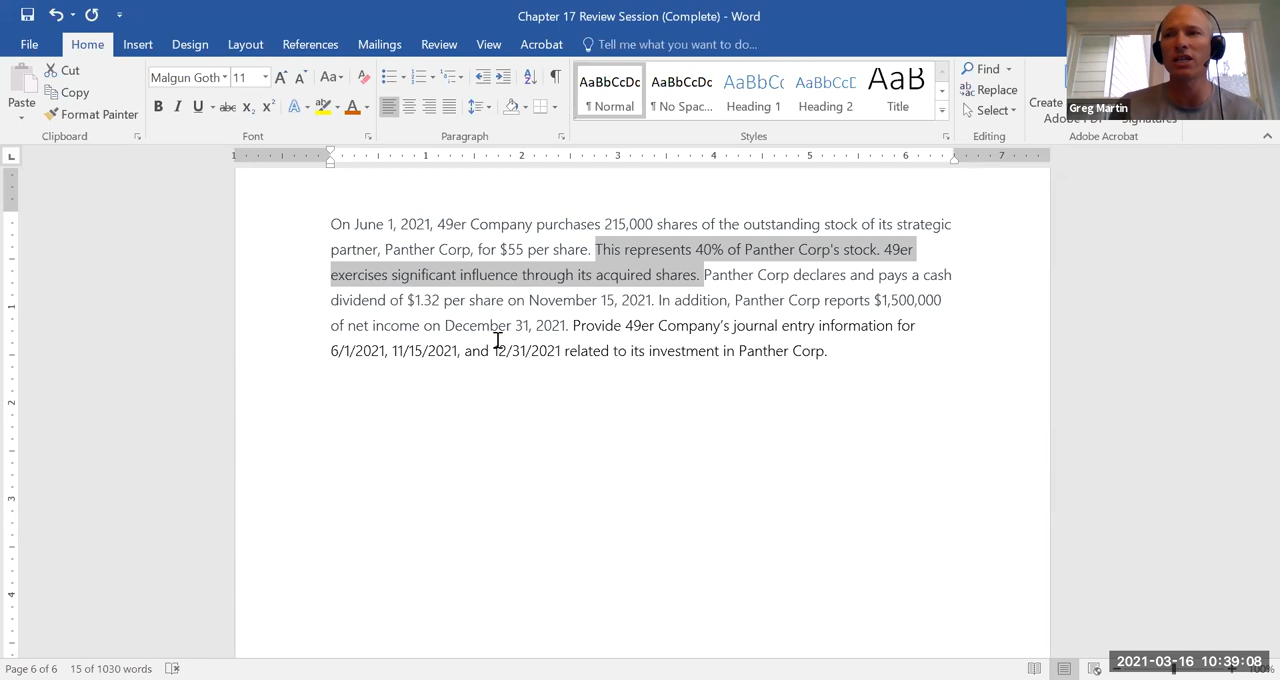 Chapter 17 Review Session (Complete) - Word
File Home Insert Design Layout References Mailings Review View Acrobat Tell me what you want to do...
Paste
Cut
Copy
Format Painter
Clipboard
Malgun Goth 11
Font
Paragraph
AaBbCcDc AaBbCcDc AaBbCc AaBbCcD AaB
¶ Normal ¶ No Spac... Heading 1 Heading 2 Title
Styles
Find
Replace
Select
Editing
Create
Adobe Acrobat
Greg Martin
On June 1, 2021, 49er Company purchases 215,000 shares of the outstanding stock of its strategic
partner, Panther Corp, for $55 per share. This represents 40% of Panther Corp's stock. 49er
exercises significant influence through its acquired shares. Panther Corp declares and pays a cash
dividend of $1.32 per share on November 15, 2021. In addition, Panther Corp reports $1,500,000
of net income on December 31, 2021. Provide 49er Company's journal entry information for
6/1/2021, 11/15/2021, and 12/31/2021 related to its investment in Panther Corp.
Page 6 of 6 15 of 1030 words
2021-03-16 10:39:08